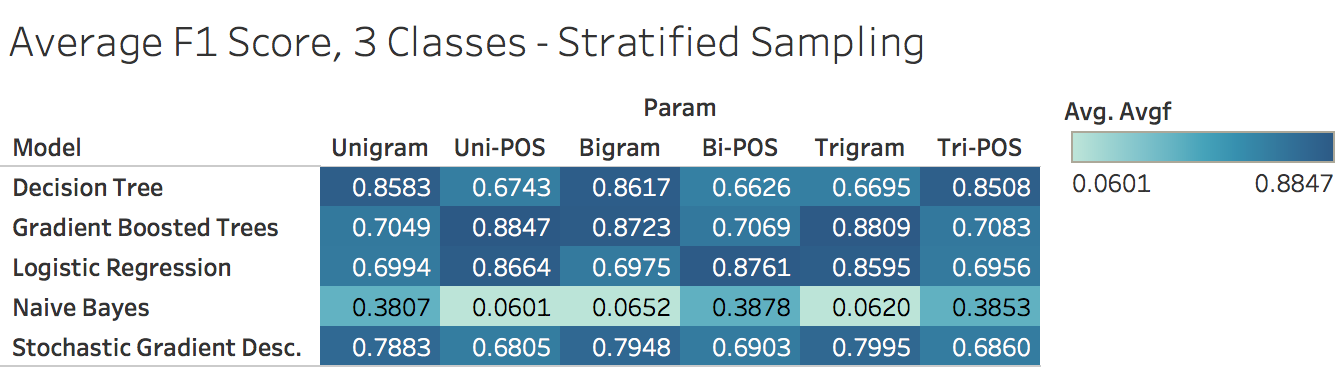 Average F1 Score, 3 Classes - Stratified Sampling
Param
Avg. Avgf
Model Unigram Uni-POS Bigram Bi-POS Trigram Tri-POS
Decision Tree 0.8583 0.6743 0.8617 0.6626 0.6695 0.8508
0.0601 0.8847
Gradient Boosted Trees 0.7049 0.8847 0.8723 0.7069 0.8809 0.7083
Logistic Regression 0.6994 0.8664 0.6975 0.8761 0.8595 0.6956
Naive Bayes 0.3807 0.0601 0.0652 0.3878 0.0620 0.3853
Stochastic Gradient Desc. 0.7883 0.6805 0.7948 0.6903 0.7995 0.6860